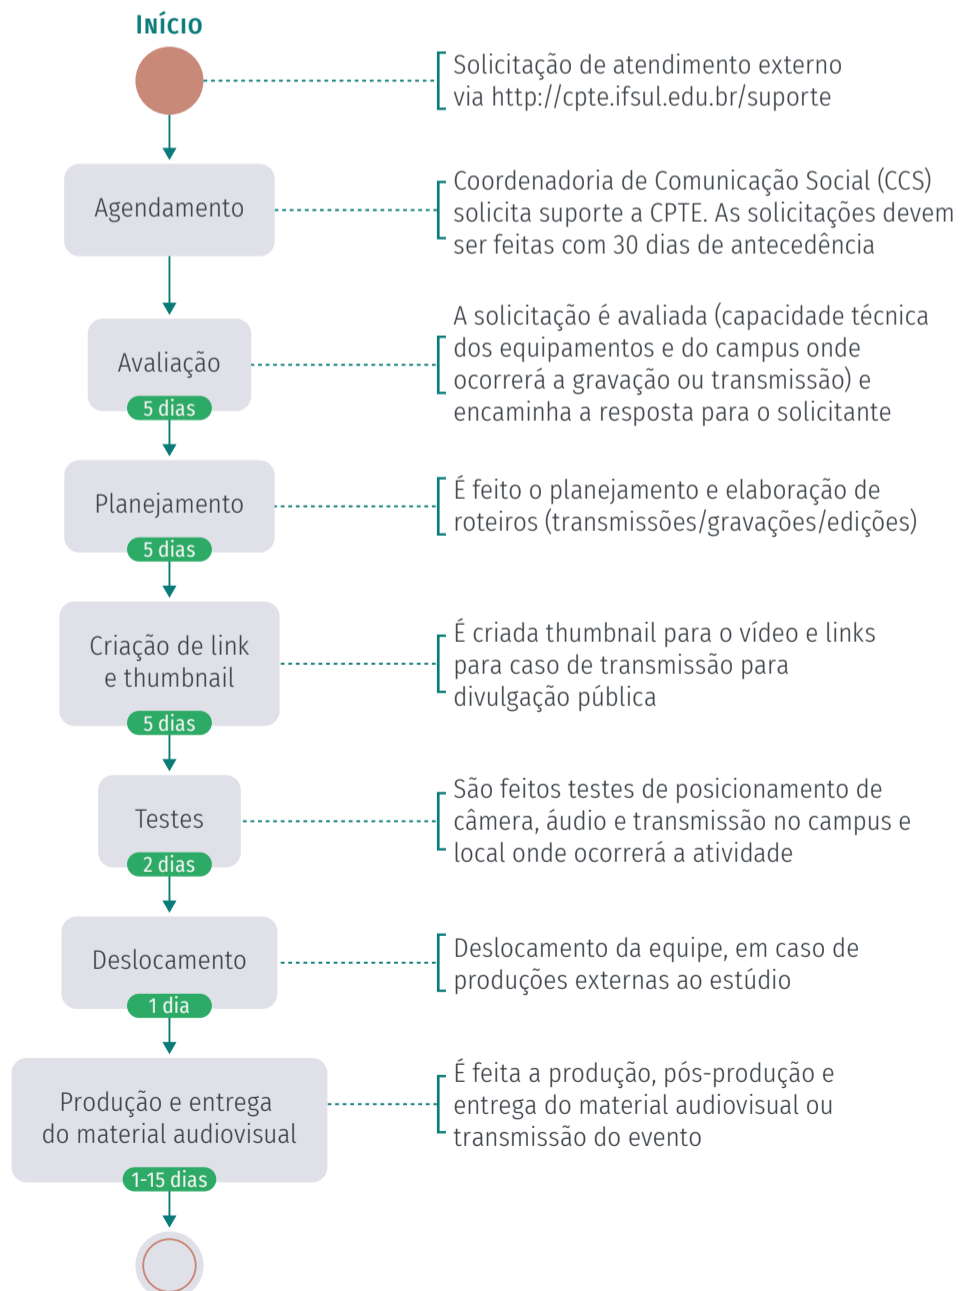 Início
Solicitação de atendimento externo
via http://cpte.ifsul.edu.br/suporte
Agendamento
Coordenadoria de Comunicação Social (CCS)
solicita suporte a CPTE. As solicitações devem
ser feitas com 30 dias de antecedência
Avaliação
5 dias
A solicitação é avaliada (capacidade técnica
dos equipamentos e do campus onde
ocorrerá a gravação ou transmissão) e
encaminha a resposta para o solicitante
Planejamento
5 dias
É feito o planejamento e elaboração de
roteiros (transmissões/gravações/edições)
Criação de link
e thumbnail
5 dias
É criada thumbnail para o vídeo e links
para caso de transmissão para
divulgação pública
Testes
2 dias
São feitos testes de posicionamento de
câmera, áudio e transmissão no campus e
local onde ocorrerá a atividade
Deslocamento
1 dia
Deslocamento da equipe, em caso de
produções externas ao estúdio
Produção e entrega
do material audiovisual
1-15 dias
É feita a produção, pós-produção e
entrega do material audiovisual ou
transmissão do evento